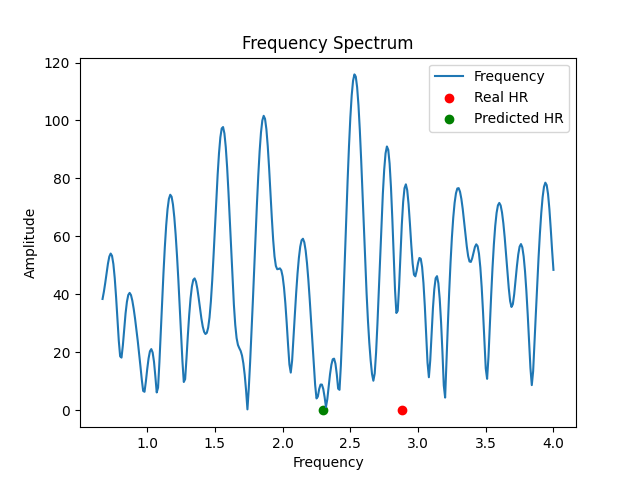 Frequency Spectrum
120
100
80
60
40
20
0
Amplitude
Frequency
Real HR
Predicted HR
1.0 1.5 2.0 2.5 3.0 3.5 4.0
Frequency